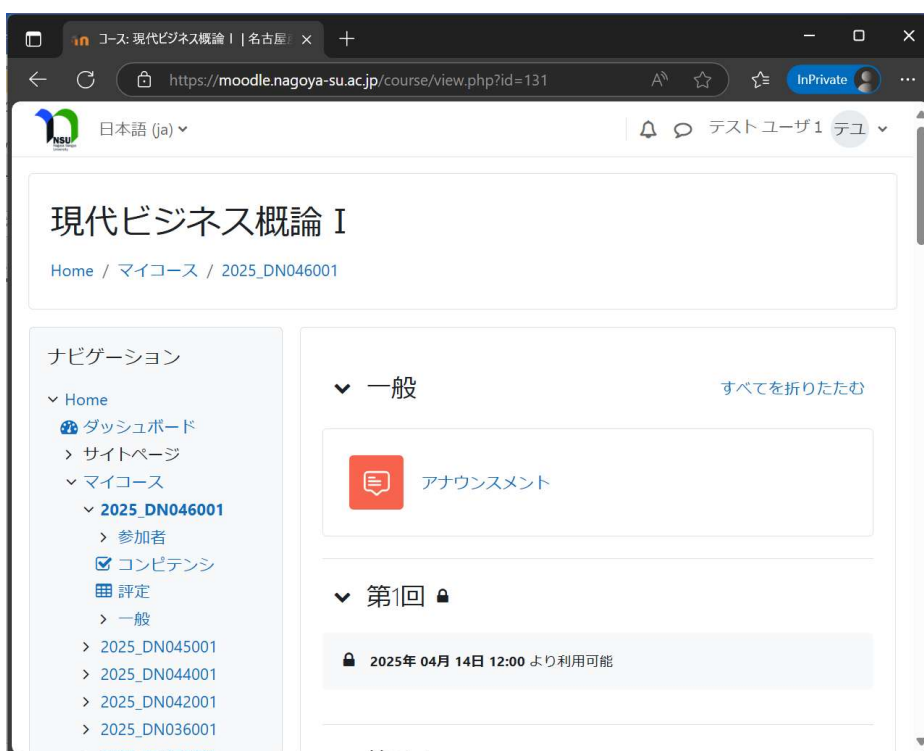 コース: 現代ビジネス概論 I | 名古屋
https://moodle.nagoya-su.ac.jp/course/view.php?id=131
InPrivate
NSU
日本語 (ja)
テストユーザ 1 テユ
現代ビジネス概論 I
Home / マイコース / 2025_DN046001
ナビゲーション
Home
ダッシュボード
サイトページ
マイコース
2025_DN046001
参加者
コンピテンシ
評定
一般
2025_DN045001
2025_DN044001
2025_DN042001
2025_DN036001
一般
すべてを折りたたむ
アナウンスメント
第1回
2025年 04月 14日 12:00 より利用可能